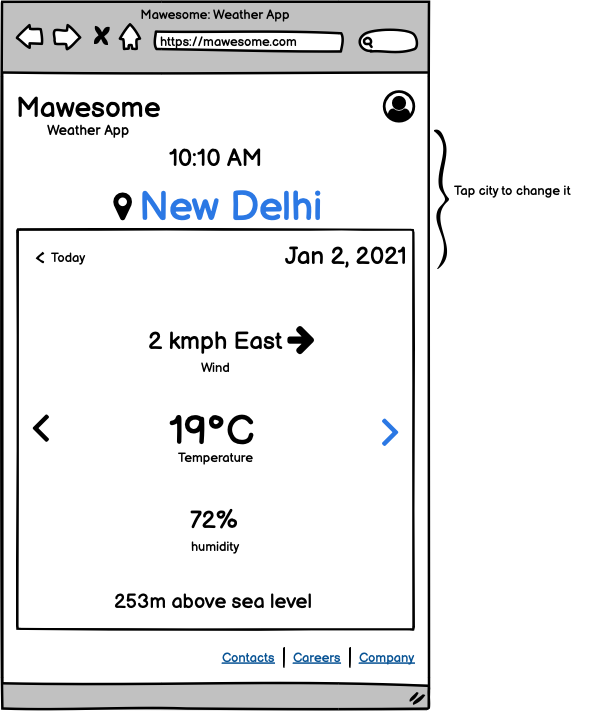 Mawesome: Weather App
https://mawesome.com
Mawesome
Weather App
10:10 AM
New Delhi
Tap city to change it
Today
Jan 2, 2021
2 kmph East
Wind
19°C
Temperature
72%
humidity
253m above sea level
Contacts | Careers | Company